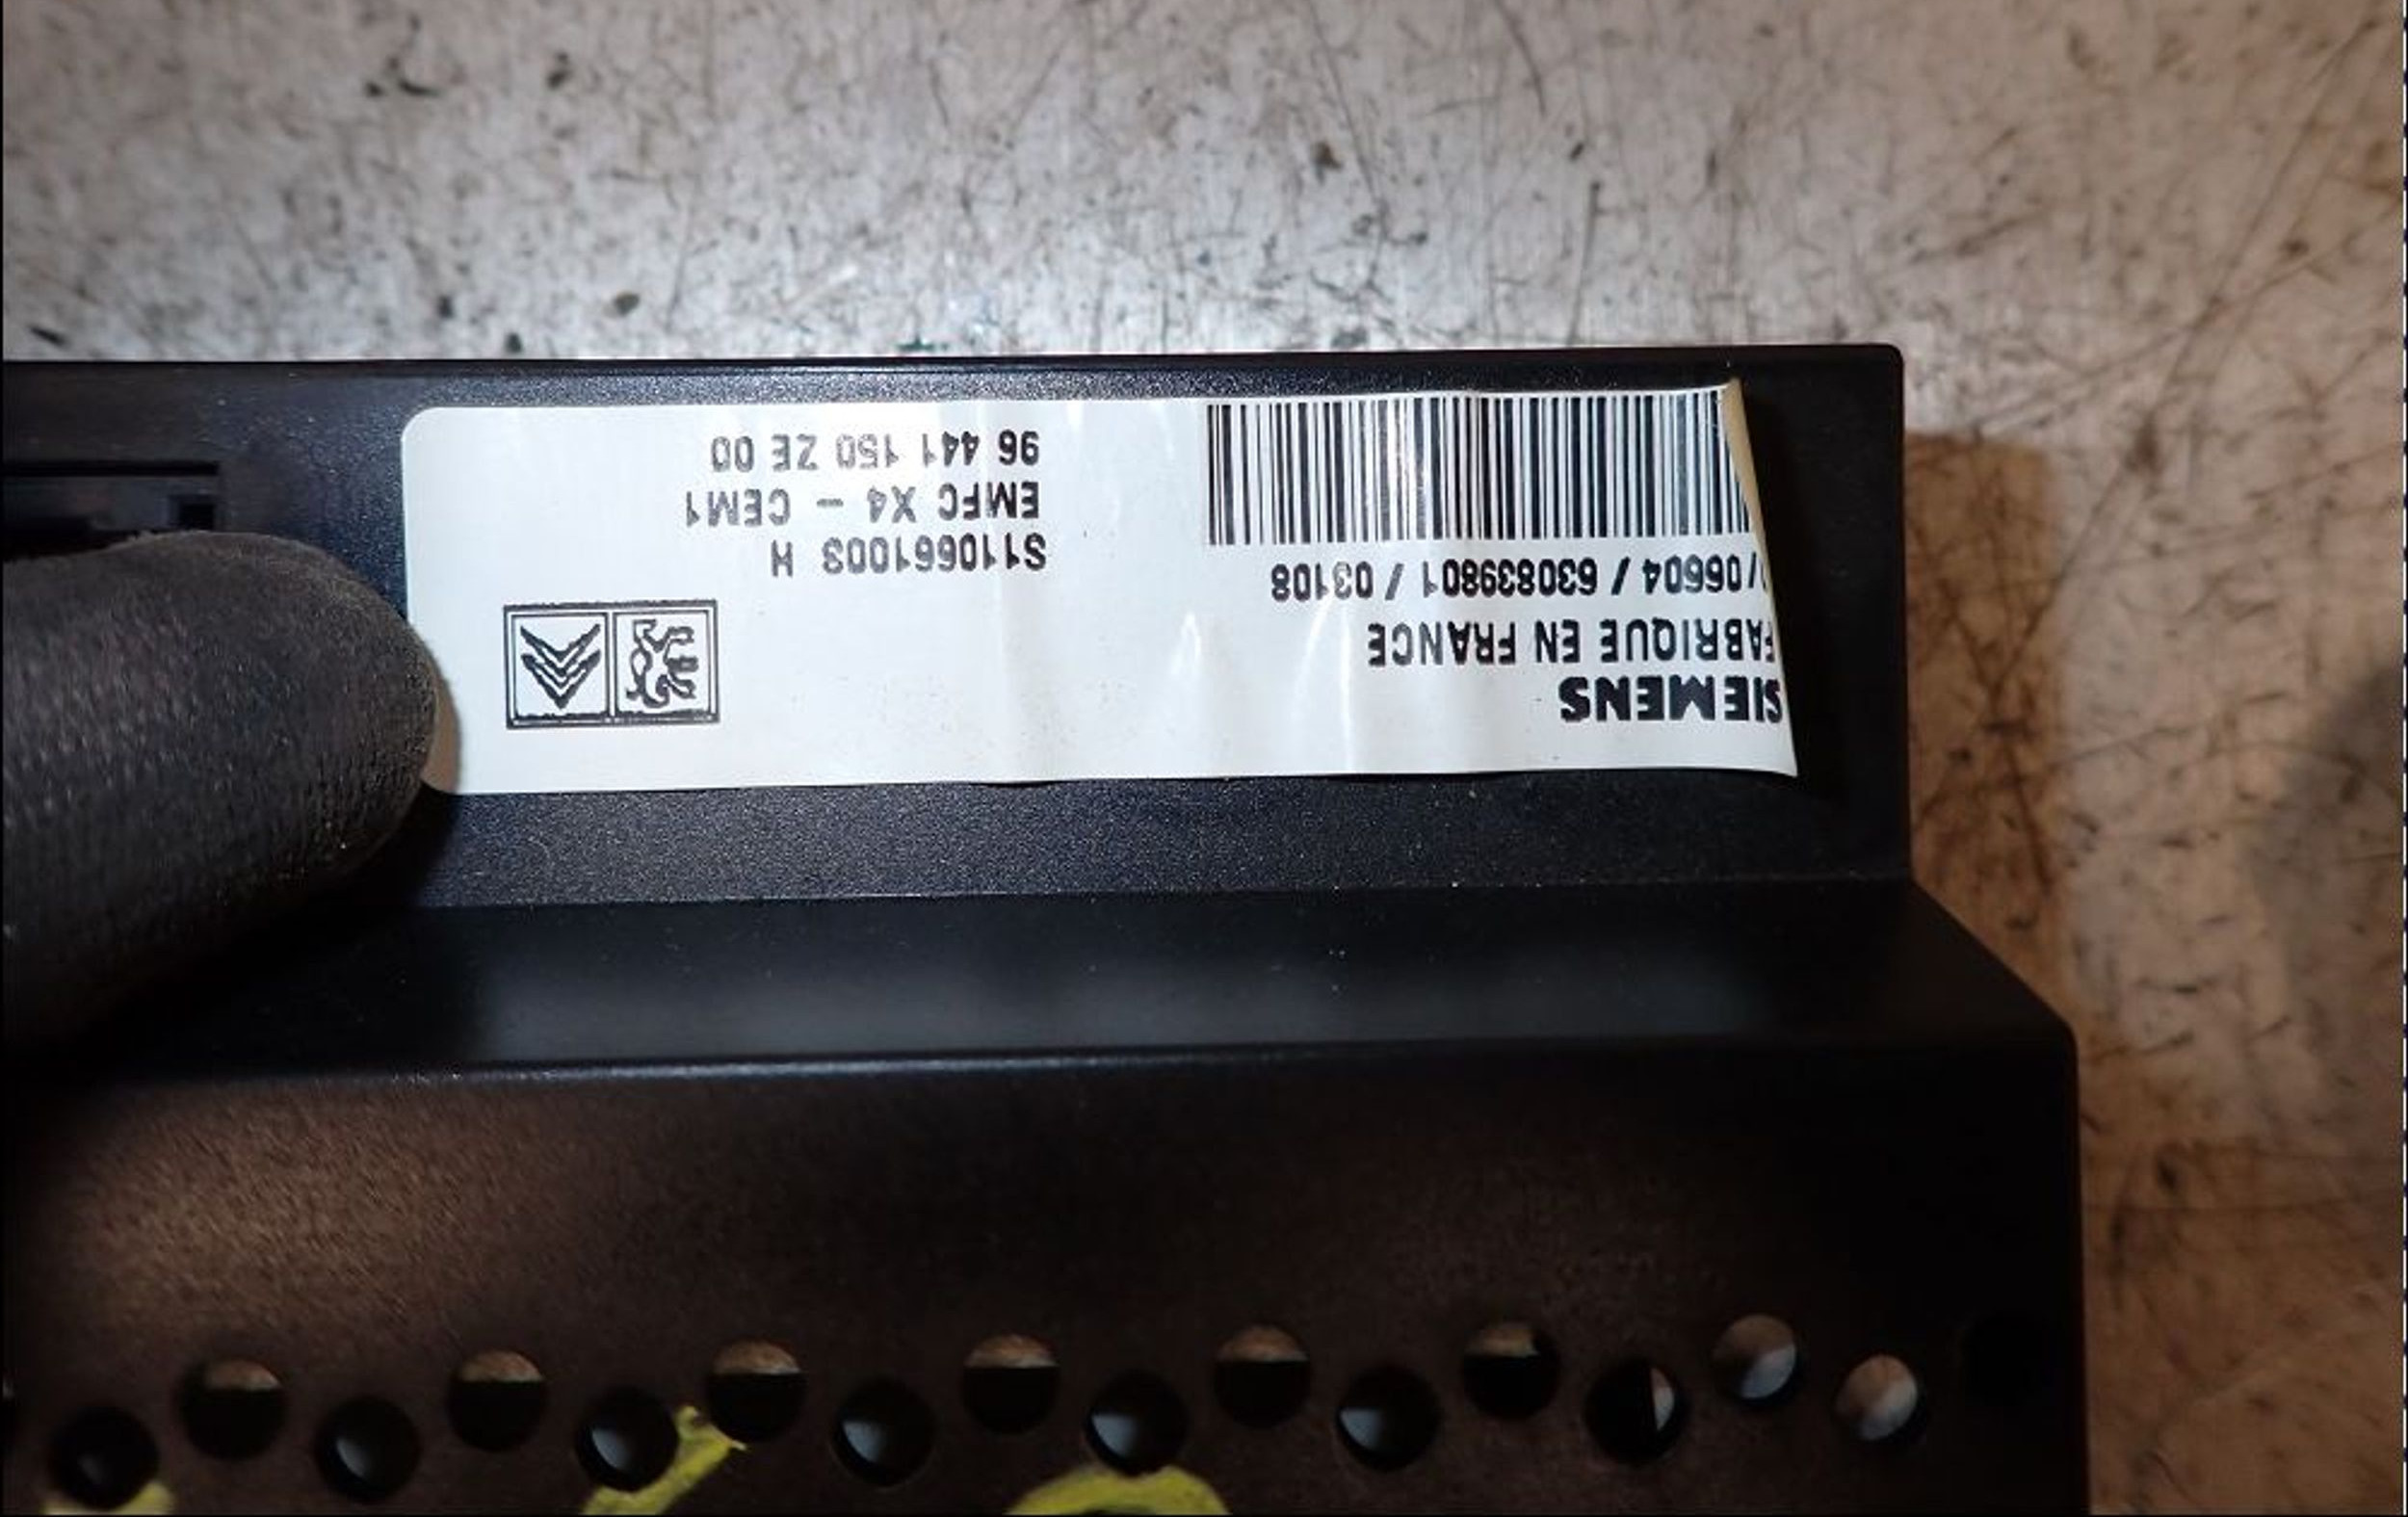 SIEMENS
FABRIQUE EN FRANCE
/06604 / 630839801 / 03108
S110661003 H
EMFC X4 - CEM1
96 441 150 ZE 00